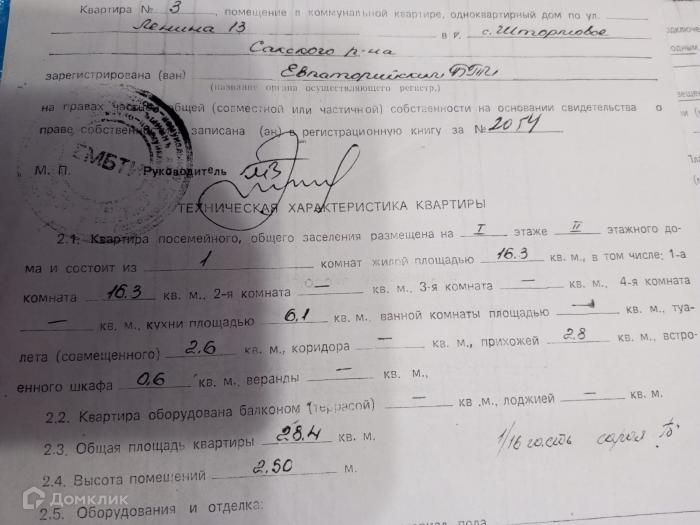 Квартира № 3, помещение в коммунальной квартире, одноквартирный дом по ул.
Ленина 13 в г. с. Штормовое
Сакского р-на
зарегистрирована (ван) Евпаторийским БТИ
(название органа осуществляющего регистр.)
на правах частной общей (совместной или частичной) собственности на основании свидетельства о
праве собственности записана (ан) в регистрационную книгу за № 2054
М. П. Руководитель
ЕМБТИ
ТЕХНИЧЕСКАЯ ХАРАКТЕРИСТИКА КВАРТИРЫ
2.1. Квартира посемейного, общего заселения размещена на I этаже II этажного до-
ма и состоит из 1 комнат жилой площадью 16.3 кв. м., в том числе: 1-а
комната 16.3 кв. м., 2-я комната — кв. м., 3-я комната — кв. м., 4-я комната
— кв. м., кухни площадью 6,1 кв. м. ванной комнаты площадью — кв. м., туа-
лета (совмещенного) 2.6 кв. м., коридора — кв. м., прихожей 2.8 кв. м., встро-
енного шкафа 0,6 кв. м., веранды — кв. м.,
2.2. Квартира оборудована балконом (террасой) — кв .м., лоджией — кв. м.
2.3. Общая площадь квартиры 28.4 кв. м.
1/16 часть сарая "Б"
2.4. Высота помещений 2.50 м.
2.5. Оборудования и отделка:
Домклик